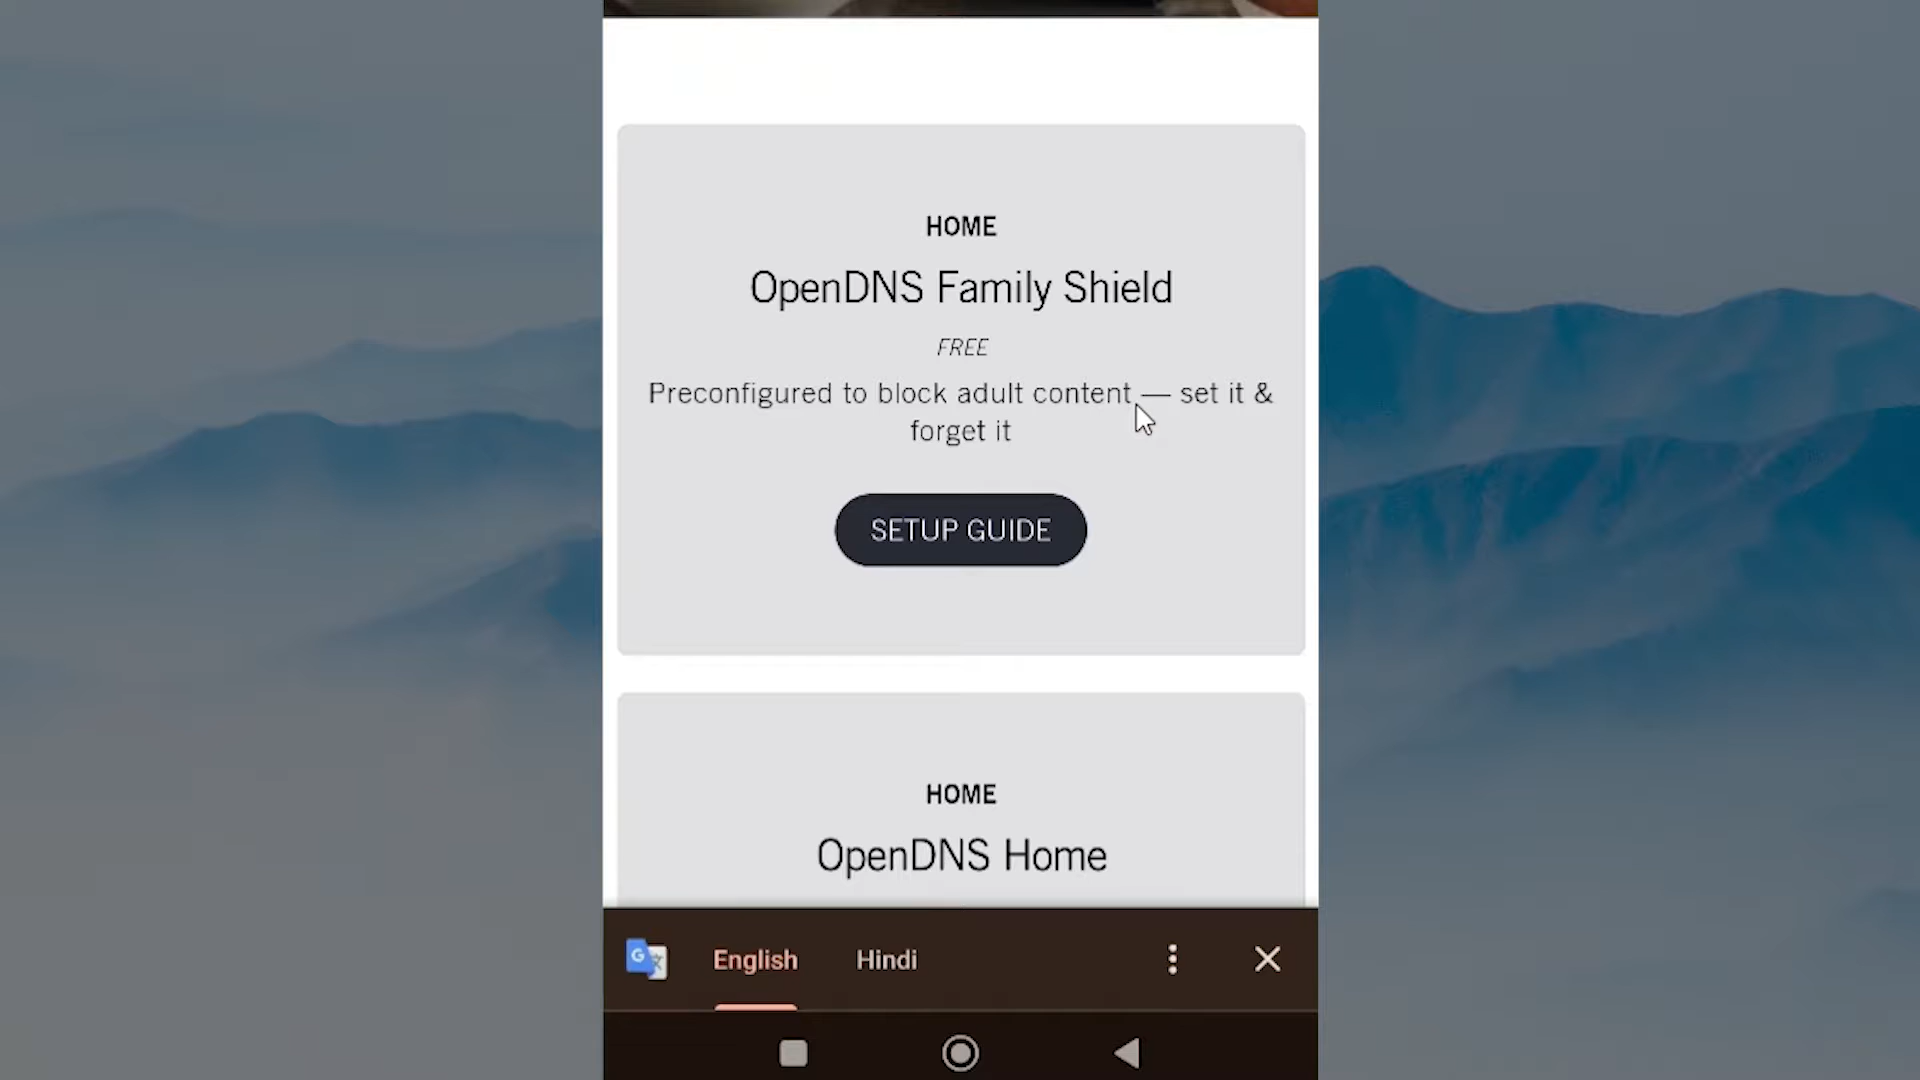 HOME
OpenDNS Family Shield
FREE
Preconfigured to block adult content — set it &
forget it
SETUP GUIDE
HOME
OpenDNS Home
English Hindi